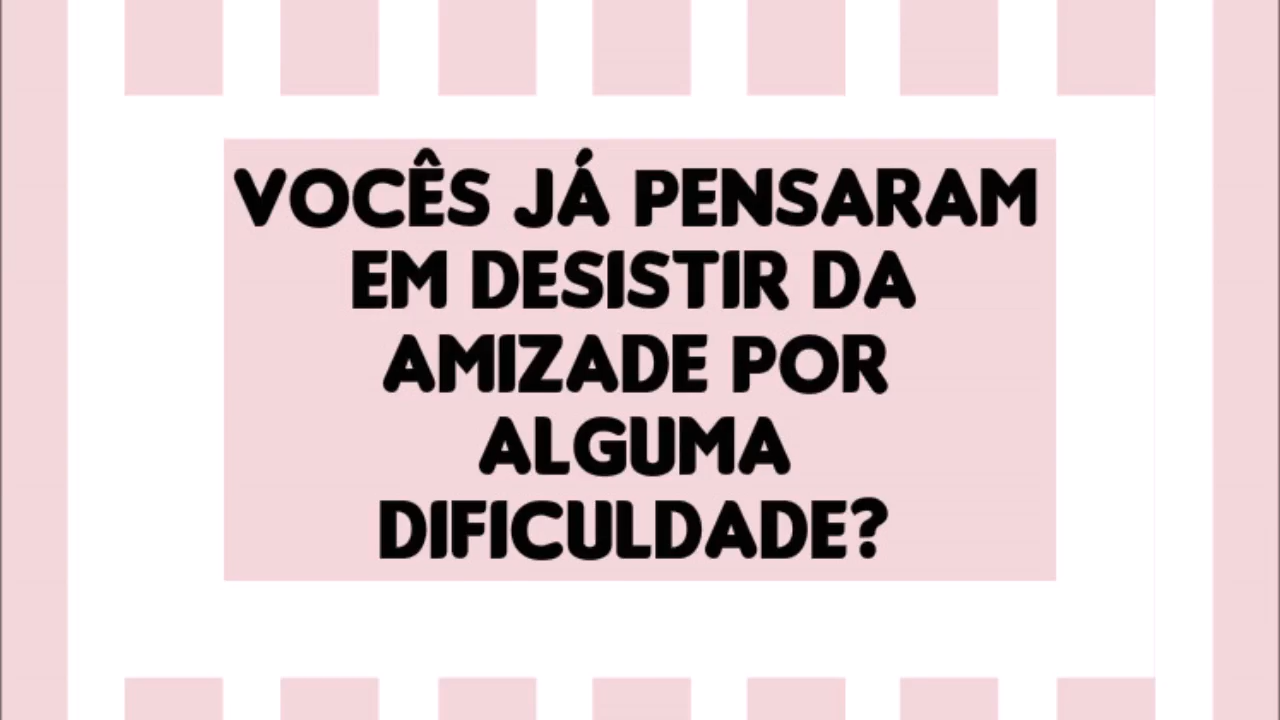 VOCÊS JÁ PENSARAM
EM DESISTIR DA
AMIZADE POR
ALGUMA
DIFICULDADE?